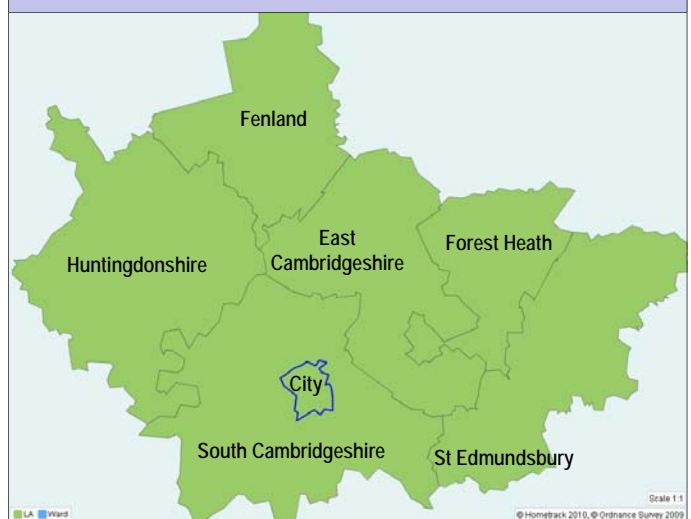 Fenland
East
Cambridgeshire
Forest Heath
Huntingdonshire
City
South Cambridgeshire
St Edmundsbury
Scale 1:1
LA Ward
© Hometrack 2010, © Ordnance Survey 2009